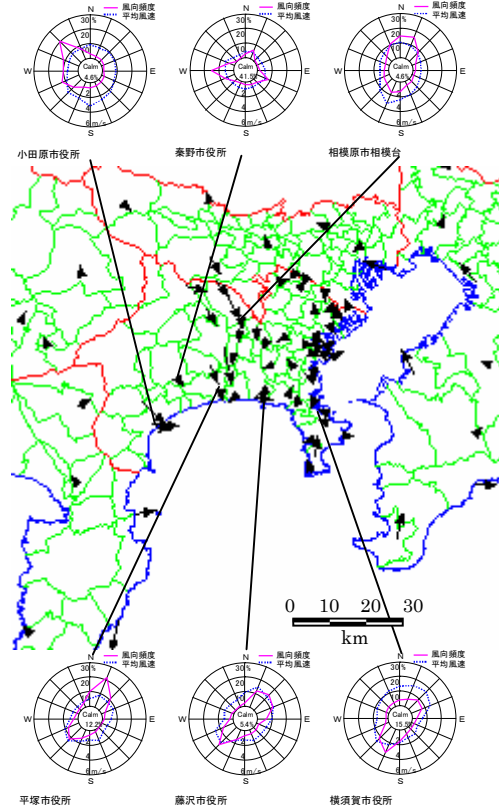 N
風向頻度
平均風速
30%
20
10
W
E
Calm
4.6%
2
4
6m/s
S
小田原市役所
N
風向頻度
平均風速
30%
20
10
W
E
Calm
41.5%
2
4
6m/s
S
秦野市役所
N
風向頻度
平均風速
30%
20
10
W
E
Calm
4.6%
2
4
6m/s
S
相模原市相模台
0 10 20 30
km
N
風向頻度
平均風速
30%
20
10
W
E
Calm
12.2%
2
4
6m/s
S
平塚市役所
N
風向頻度
平均風速
30%
20
10
W
E
Calm
5.4%
2
4
6m/s
S
藤沢市役所
N
風向頻度
平均風速
30%
20
10
W
E
Calm
15.5%
2
4
6m/s
S
横須賀市役所